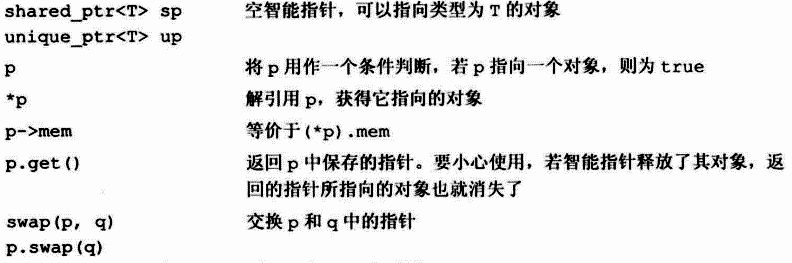 shared_ptr<T> sp 空智能指针，可以指向类型为 T 的对象
unique_ptr<T> up
p 将 p 用作一个条件判断，若 p 指向一个对象，则为 true
*p 解引用 p，获得它指向的对象
p->mem 等价于(*p).mem
p.get() 返回 p 中保存的指针。要小心使用，若智能指针释放了其对象，返
回的指针所指向的对象也就消失了
swap(p, q) 交换 p 和 q 中的指针
p.swap(q)